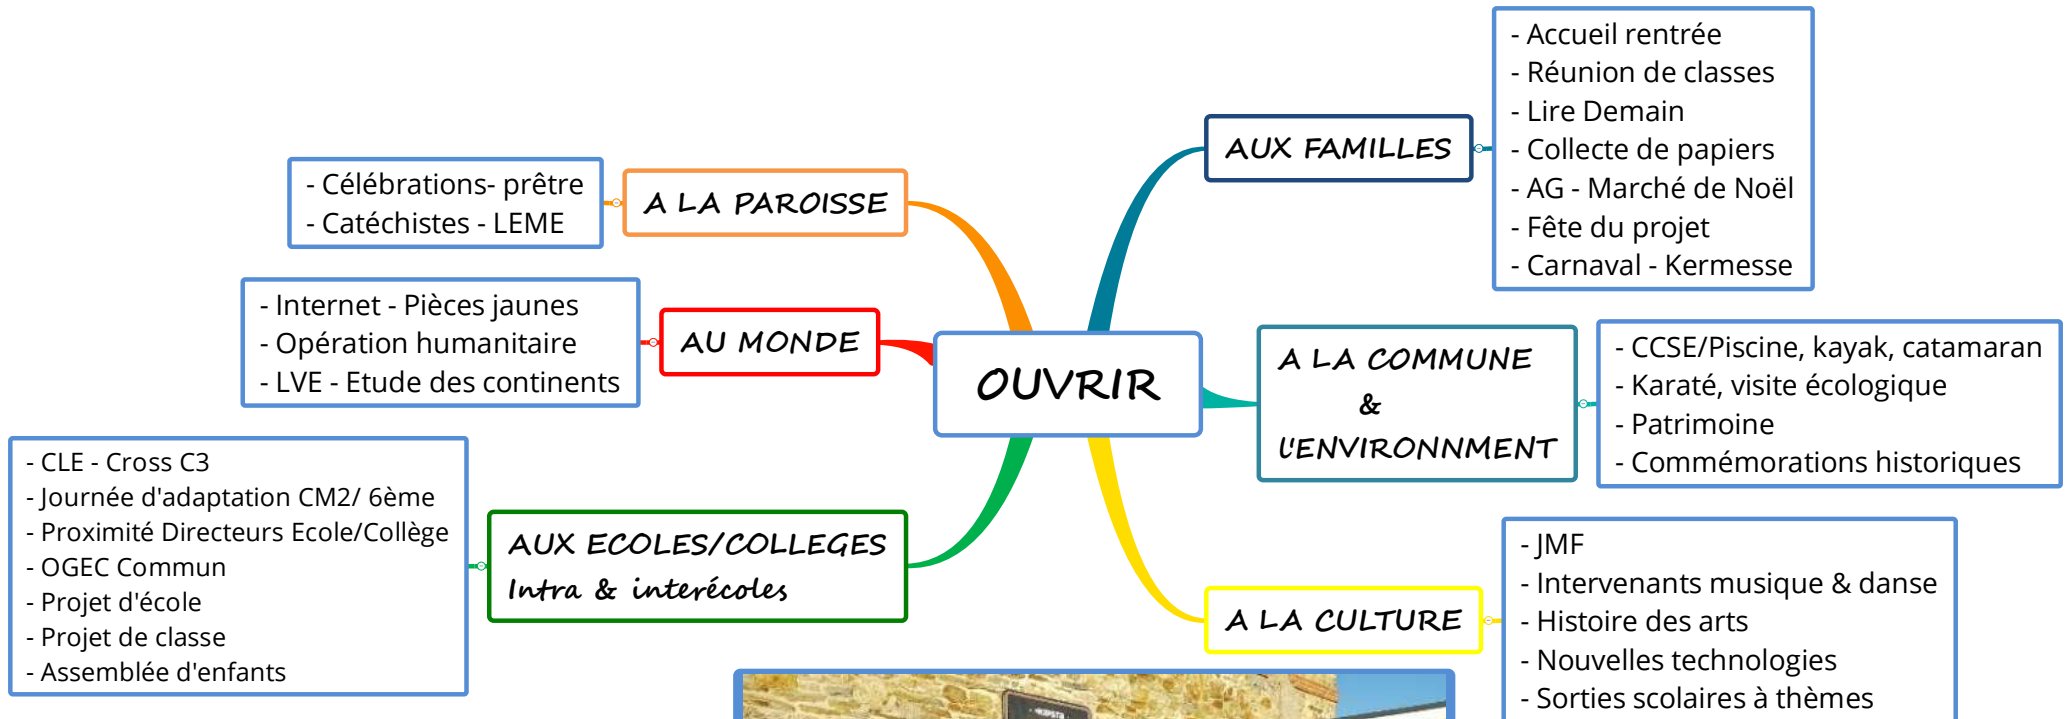 OUVRIR
AUX FAMILLES
- Accueil rentrée
- Réunion de classes
- Lire Demain
- Collecte de papiers
- AG - Marché de Noël
- Fête du projet
- Carnaval - Kermesse
A LA COMMUNE
&
L'ENVIRONNMENT
- CCSE/Piscine, kayak, catamaran
- Karaté, visite écologique
- Patrimoine
- Commémorations historiques
A LA CULTURE
- JMF
- Intervenants musique & danse
- Histoire des arts
- Nouvelles technologies
- Sorties scolaires à thèmes
A LA PAROISSE
- Célébrations- prêtre
- Catéchistes - LEME
AU MONDE
- Internet - Pièces jaunes
- Opération humanitaire
- LVE - Etude des continents
AUX ECOLES/COLLEGES
Intra & interécoles
- CLE - Cross C3
- Journée d'adaptation CM2/ 6ème
- Proximité Directeurs Ecole/Collège
- OGEC Commun
- Projet d'école
- Projet de classe
- Assemblée d'enfants